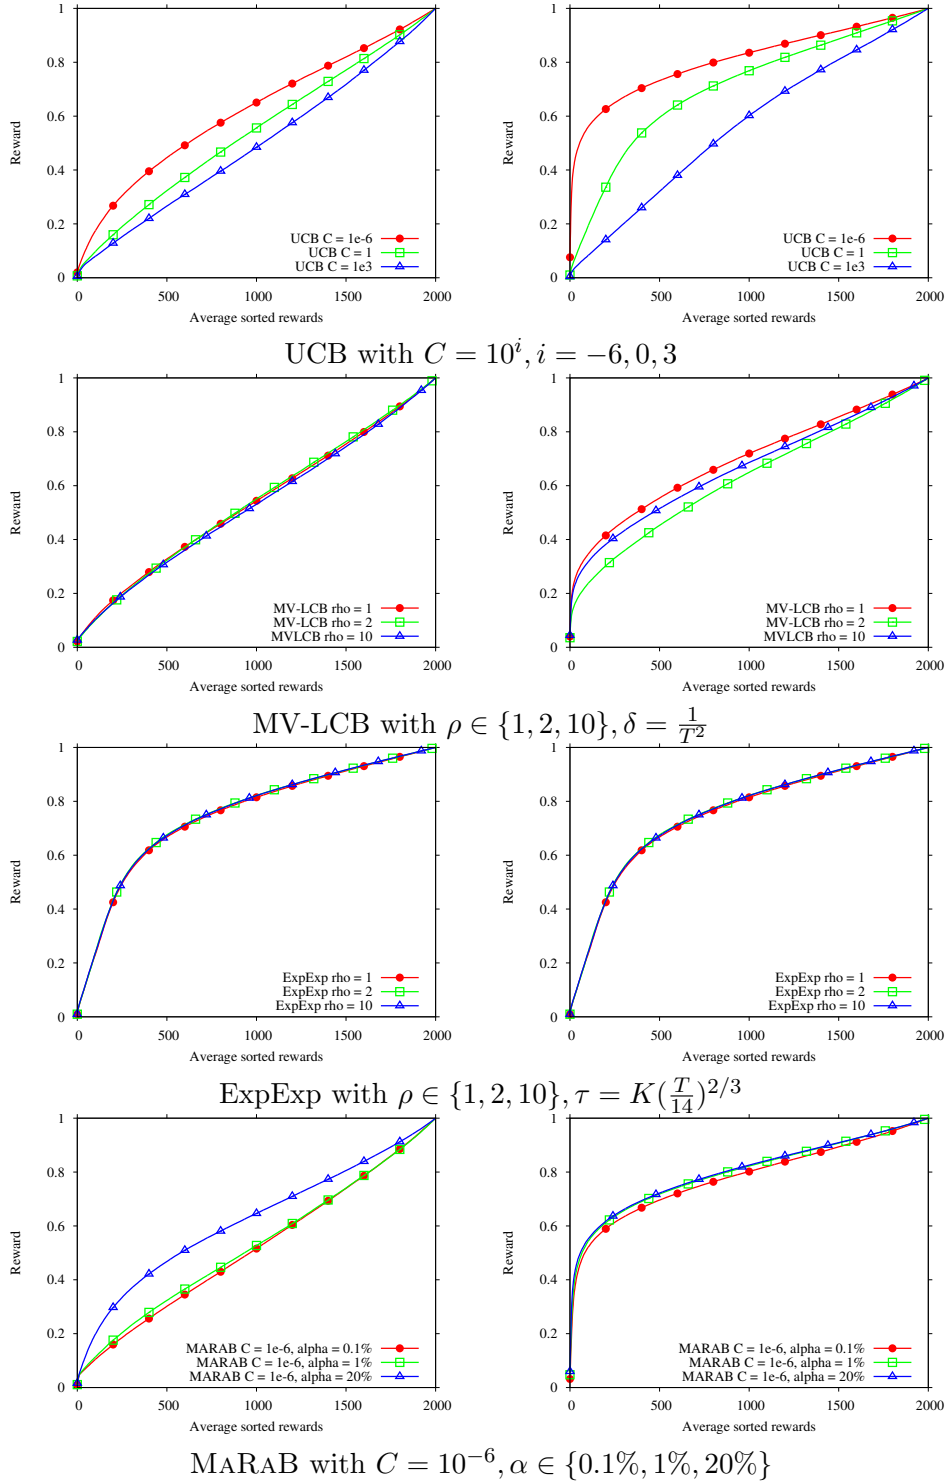 1
0.8
0.6
0.4
0.2
0
Reward
UCB C = 1e-6
UCB C = 1
UCB C = 1e3
0 500 1000 1500 2000
Average sorted rewards
1
0.8
0.6
0.4
0.2
0
Reward
UCB C = 1e-6
UCB C = 1
UCB C = 1e3
0 500 1000 1500 2000
Average sorted rewards
UCB with C = 10^i, i = −6, 0, 3
1
0.8
0.6
0.4
0.2
0
Reward
MV-LCB rho = 1
MV-LCB rho = 2
MVLCB rho = 10
0 500 1000 1500 2000
Average sorted rewards
1
0.8
0.6
0.4
0.2
0
Reward
MV-LCB rho = 1
MV-LCB rho = 2
MVLCB rho = 10
0 500 1000 1500 2000
Average sorted rewards
MV-LCB with ρ ∈ {1, 2, 10}, δ = 1/T^2
1
0.8
0.6
0.4
0.2
0
Reward
ExpExp rho = 1
ExpExp rho = 2
ExpExp rho = 10
0 500 1000 1500 2000
Average sorted rewards
1
0.8
0.6
0.4
0.2
0
Reward
ExpExp rho = 1
ExpExp rho = 2
ExpExp rho = 10
0 500 1000 1500 2000
Average sorted rewards
ExpExp with ρ ∈ {1, 2, 10}, τ = K(T/14)^2/3
1
0.8
0.6
0.4
0.2
0
Reward
MARAB C = 1e-6, alpha = 0.1%
MARAB C = 1e-6, alpha = 1%
MARAB C = 1e-6, alpha = 20%
0 500 1000 1500 2000
Average sorted rewards
1
0.8
0.6
0.4
0.2
0
Reward
MARAB C = 1e-6, alpha = 0.1%
MARAB C = 1e-6, alpha = 1%
MARAB C = 1e-6, alpha = 20%
0 500 1000 1500 2000
Average sorted rewards
MARAB with C = 10^−6, α ∈ {0.1%, 1%, 20%}